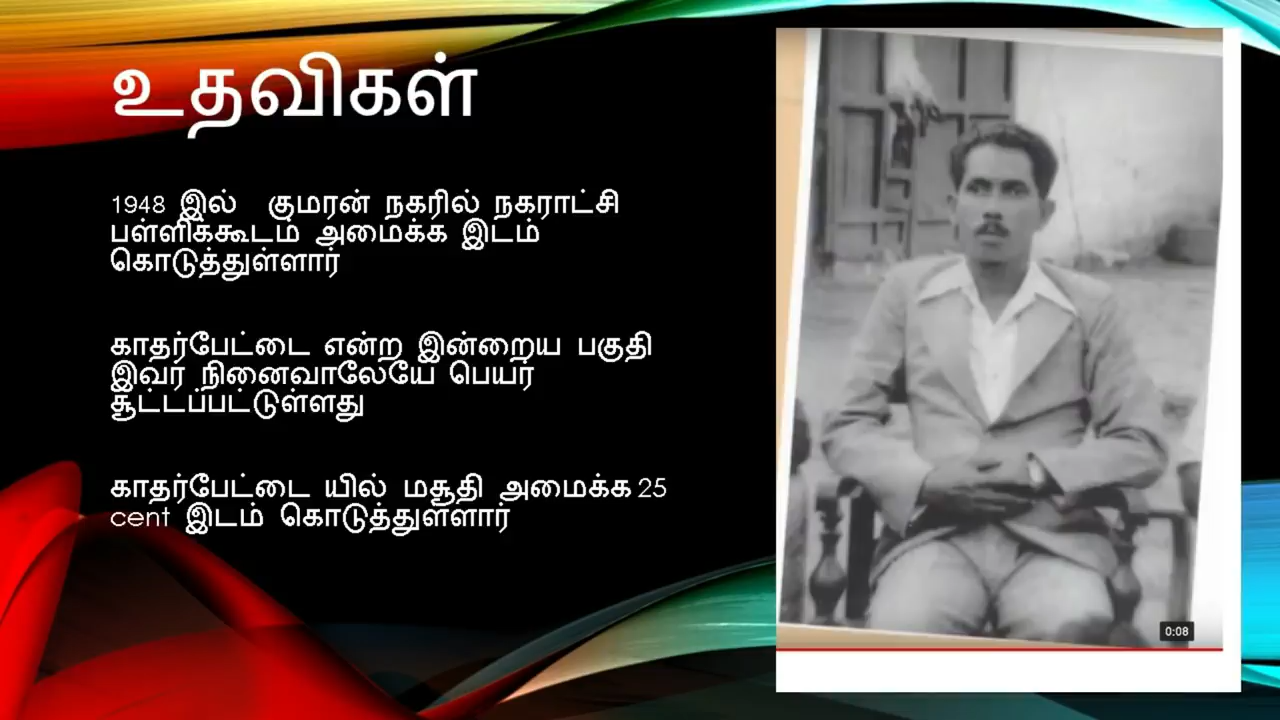 உதவிகள்
1948 இல் குமரன் நகரில் நகராட்சி
பள்ளிக்கூடம் அமைக்க இடம்
கொடுத்துள்ளார்
காதர்பேட்டை என்ற இன்றைய பகுதி
இவர் நினைவாலேயே பெயர்
சூட்டப்பட்டுள்ளது
காதர்பேட்டை யில் மசூதி அமைக்க 25
cent இடம் கொடுத்துள்ளார்
0:08